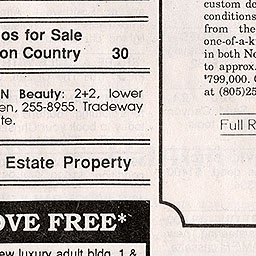 os for Sale
on Country 30
N Beauty: 2+2, lower
en, 255-8955. Tradeway
te.
Estate Property
OVE FREE*
ew luxury adult bldg. 1 &
custom
conditions
from the
one-of-a-k
in both Ne
to approx.
$799,000. C
at (805)25
Full R